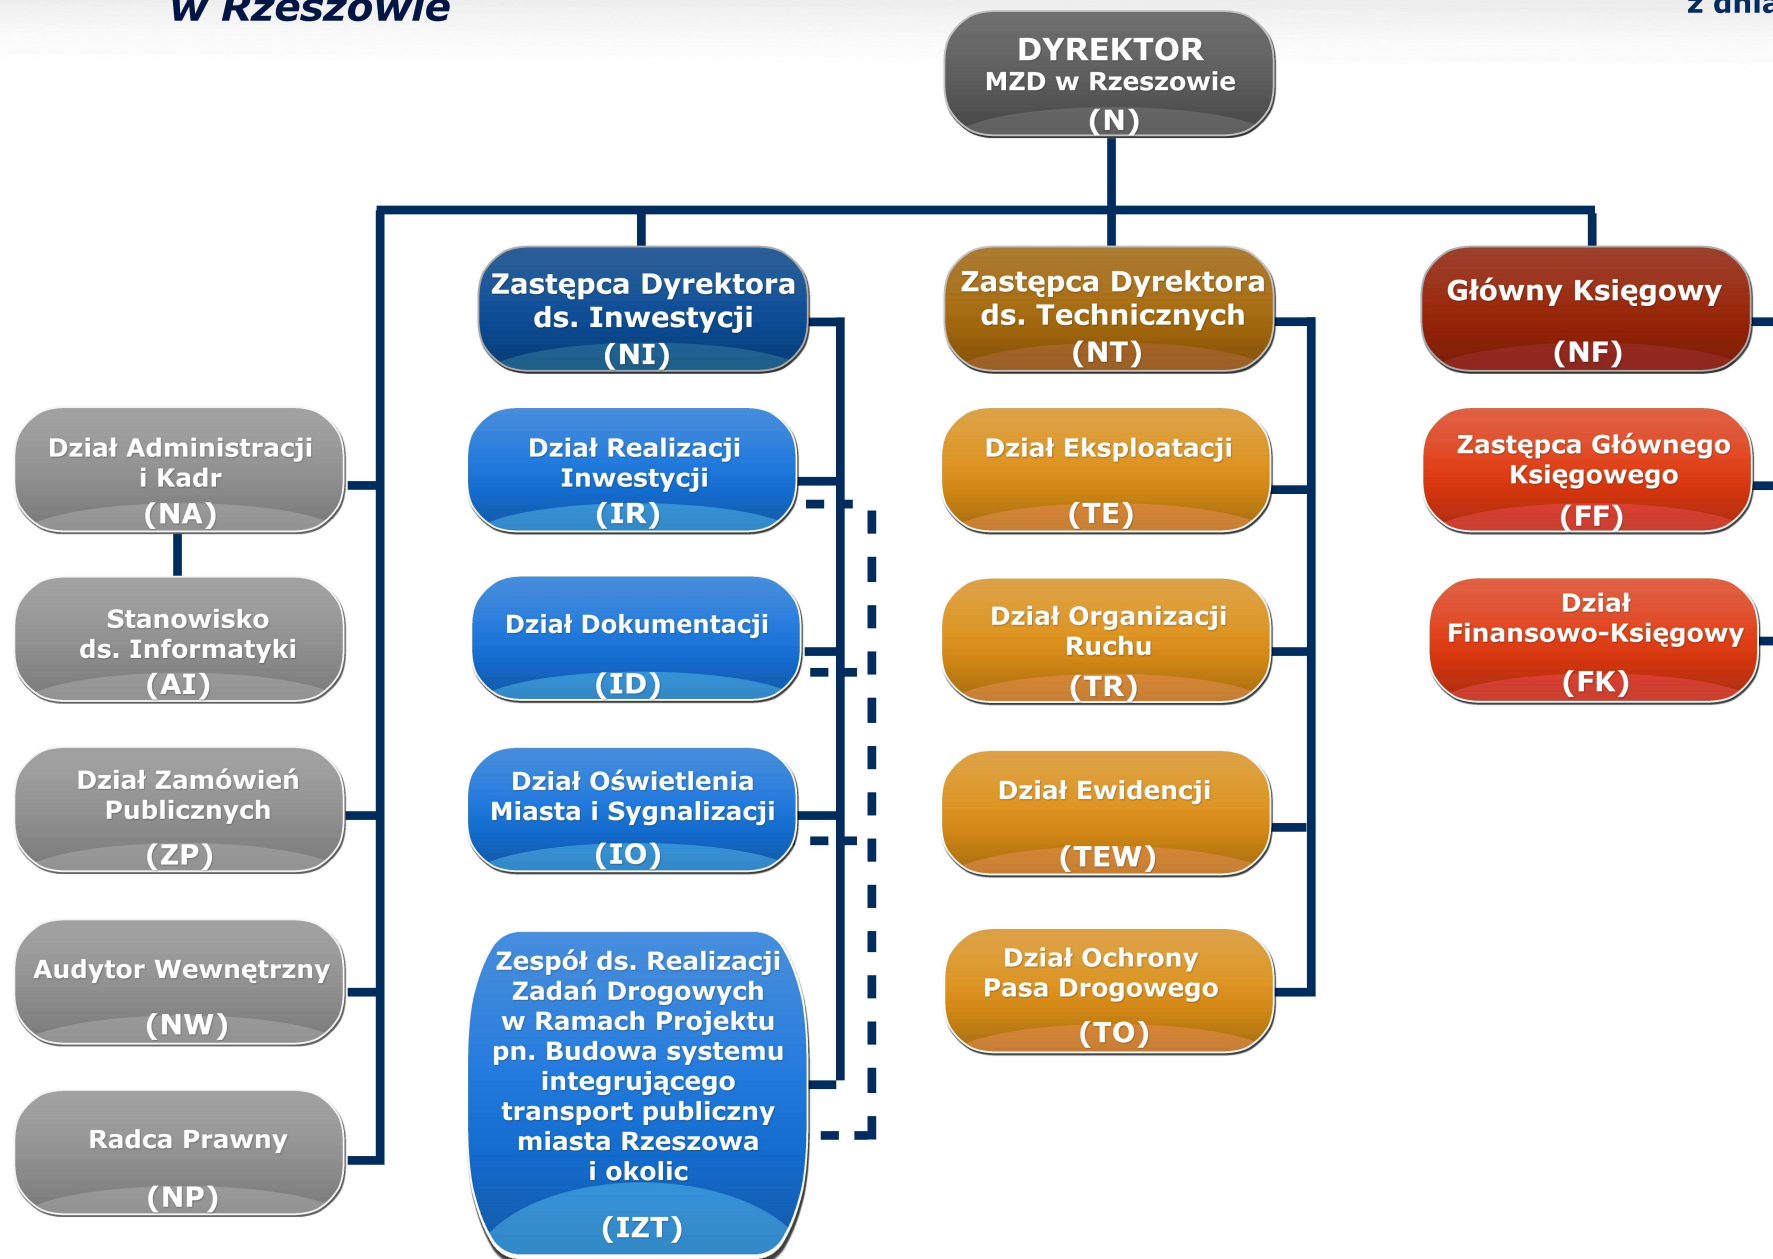 w Rzeszowie
z dnia
DYREKTOR
MZD w Rzeszowie
(N)
Zastępca Dyrektora
ds. Inwestycji
(NI)
Zastępca Dyrektora
ds. Technicznych
(NT)
Główny Księgowy
(NF)
Dział Administracji
i Kadr
(NA)
Dział Realizacji
Inwestycji
(IR)
Dział Eksploatacji
(TE)
Zastępca Głównego
Księgowego
(FF)
Stanowisko
ds. Informatyki
(AI)
Dział Dokumentacji
(ID)
Dział Organizacji
Ruchu
(TR)
Dział
Finansowo-Księgowy
(FK)
Dział Zamówień
Publicznych
(ZP)
Dział Oświetlenia
Miasta i Sygnalizacji
(IO)
Dział Ewidencji
(TEW)
Audytor Wewnętrzny
(NW)
Zespół ds. Realizacji
Zadań Drogowych
w Ramach Projektu
pn. Budowa systemu
integrującego
transport publiczny
miasta Rzeszowa
i okolic
(IZT)
Dział Ochrony
Pasa Drogowego
(TO)
Radca Prawny
(NP)